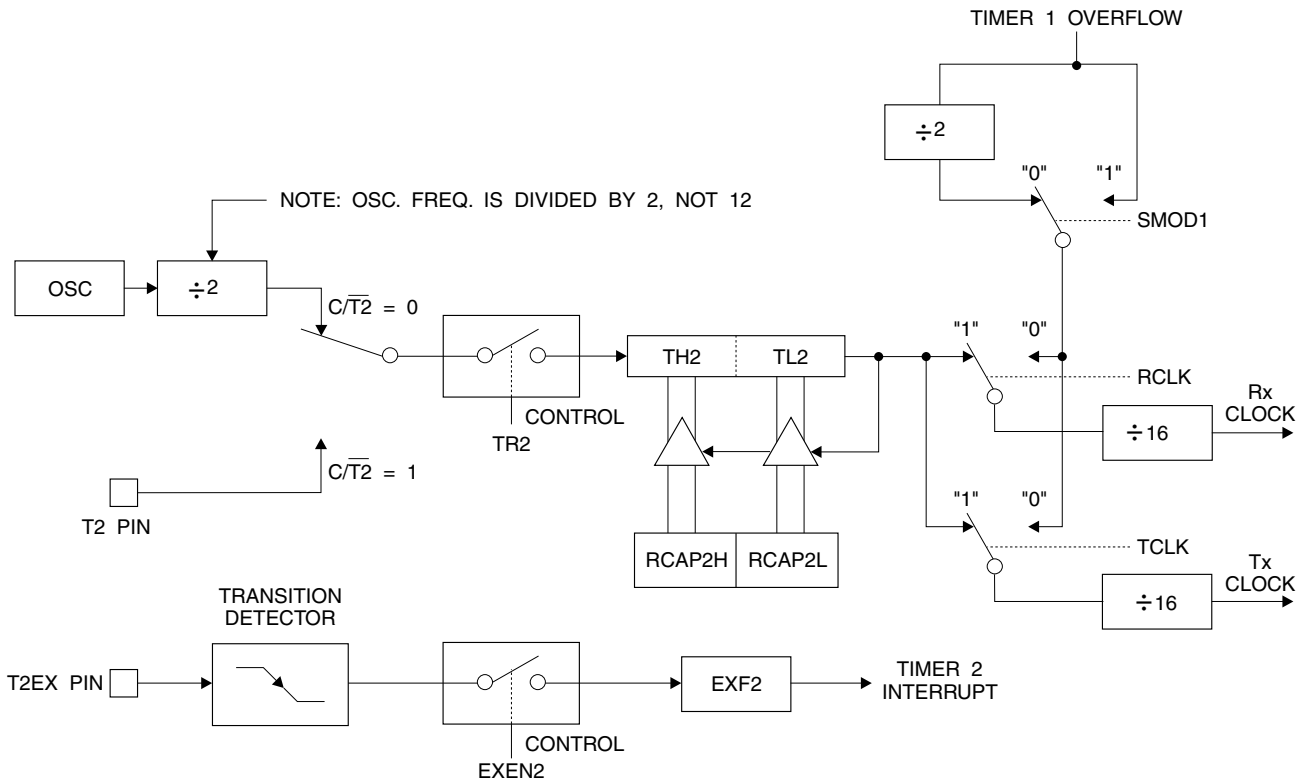 TIMER 1 OVERFLOW
÷2
"0" "1"
NOTE: OSC. FREQ. IS DIVIDED BY 2, NOT 12
SMOD1
OSC
÷2
C/T2̅ = 0
"1" "0"
TH2 TL2
RCLK
Rx
CLOCK
CONTROL
TR2
÷16
C/T2̅ = 1
T2 PIN
"1" "0"
TCLK
RCAP2H RCAP2L
Tx
CLOCK
÷16
TRANSITION
DETECTOR
T2EX PIN
EXF2
TIMER 2
INTERRUPT
CONTROL
EXEN2